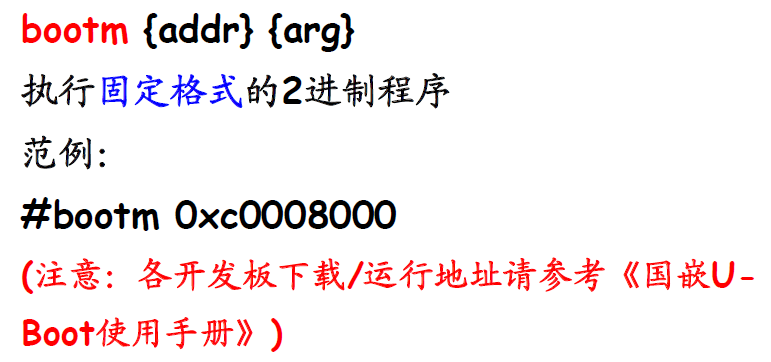 bootm {addr} {arg}
执行固定格式的2进制程序
范例：
#bootm 0xc0008000
(注意：各开发板下载/运行地址请参考《国嵌U-
Boot使用手册》)